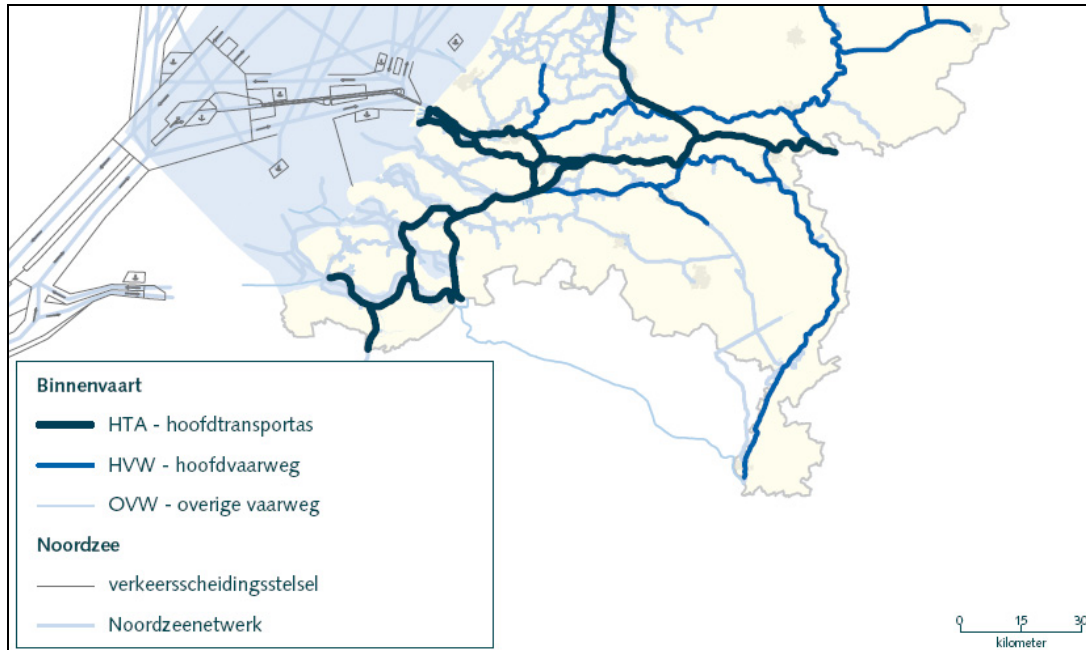 Binnenvaart
HTA - hoofdtransportas
HVW - hoofdvaarweg
OVW - overige vaarweg
Noordzee
verkeersscheidingsstelsel
Noordzeenetwerk
0 15 30
kilometer